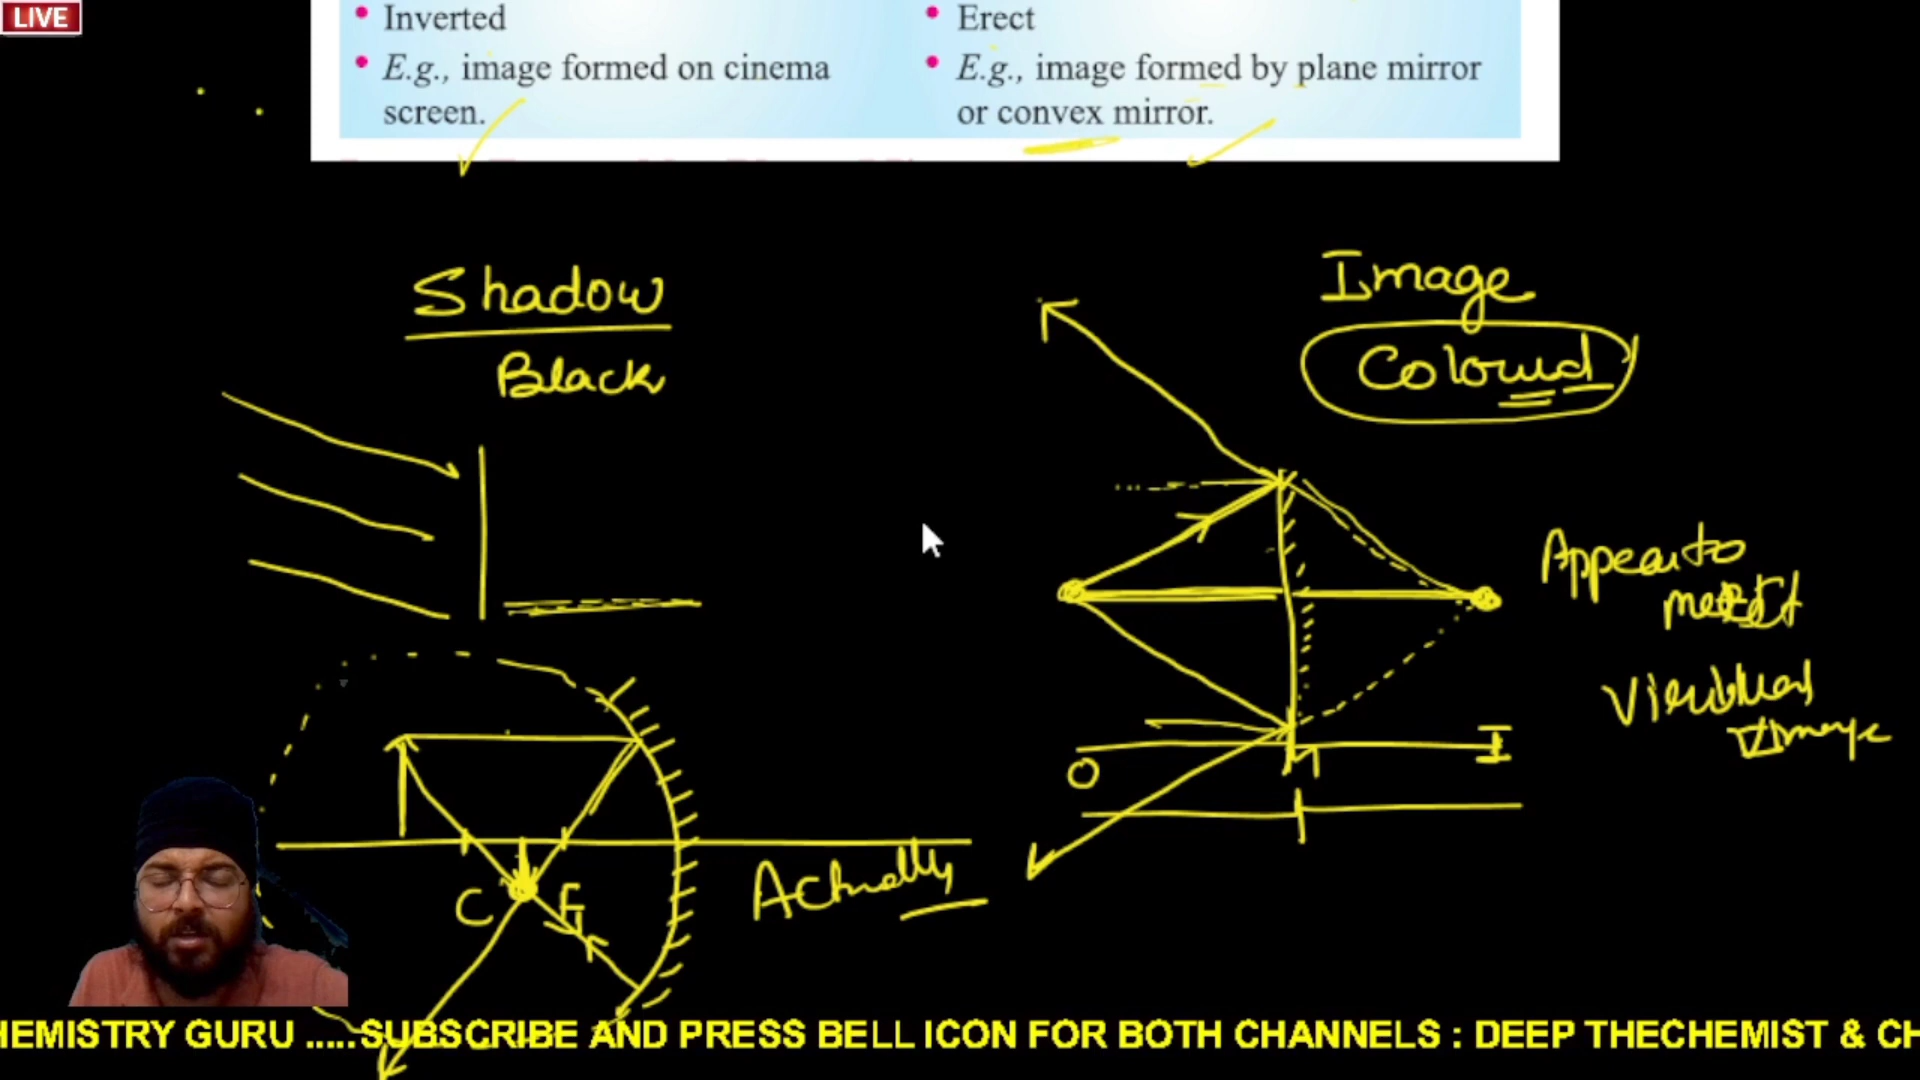 LIVE
• Inverted
• E.g., image formed on cinema
screen.
• Erect
• E.g., image formed by plane mirror
or convex mirror.
Shadow
Black
Image
Coloured
Appear to
meet
Virtual
Image
O
M
I
C
F
Actually
HEMISTRY GURU .....SUBSCRIBE AND PRESS BELL ICON FOR BOTH CHANNELS : DEEP THECHEMIST & CH